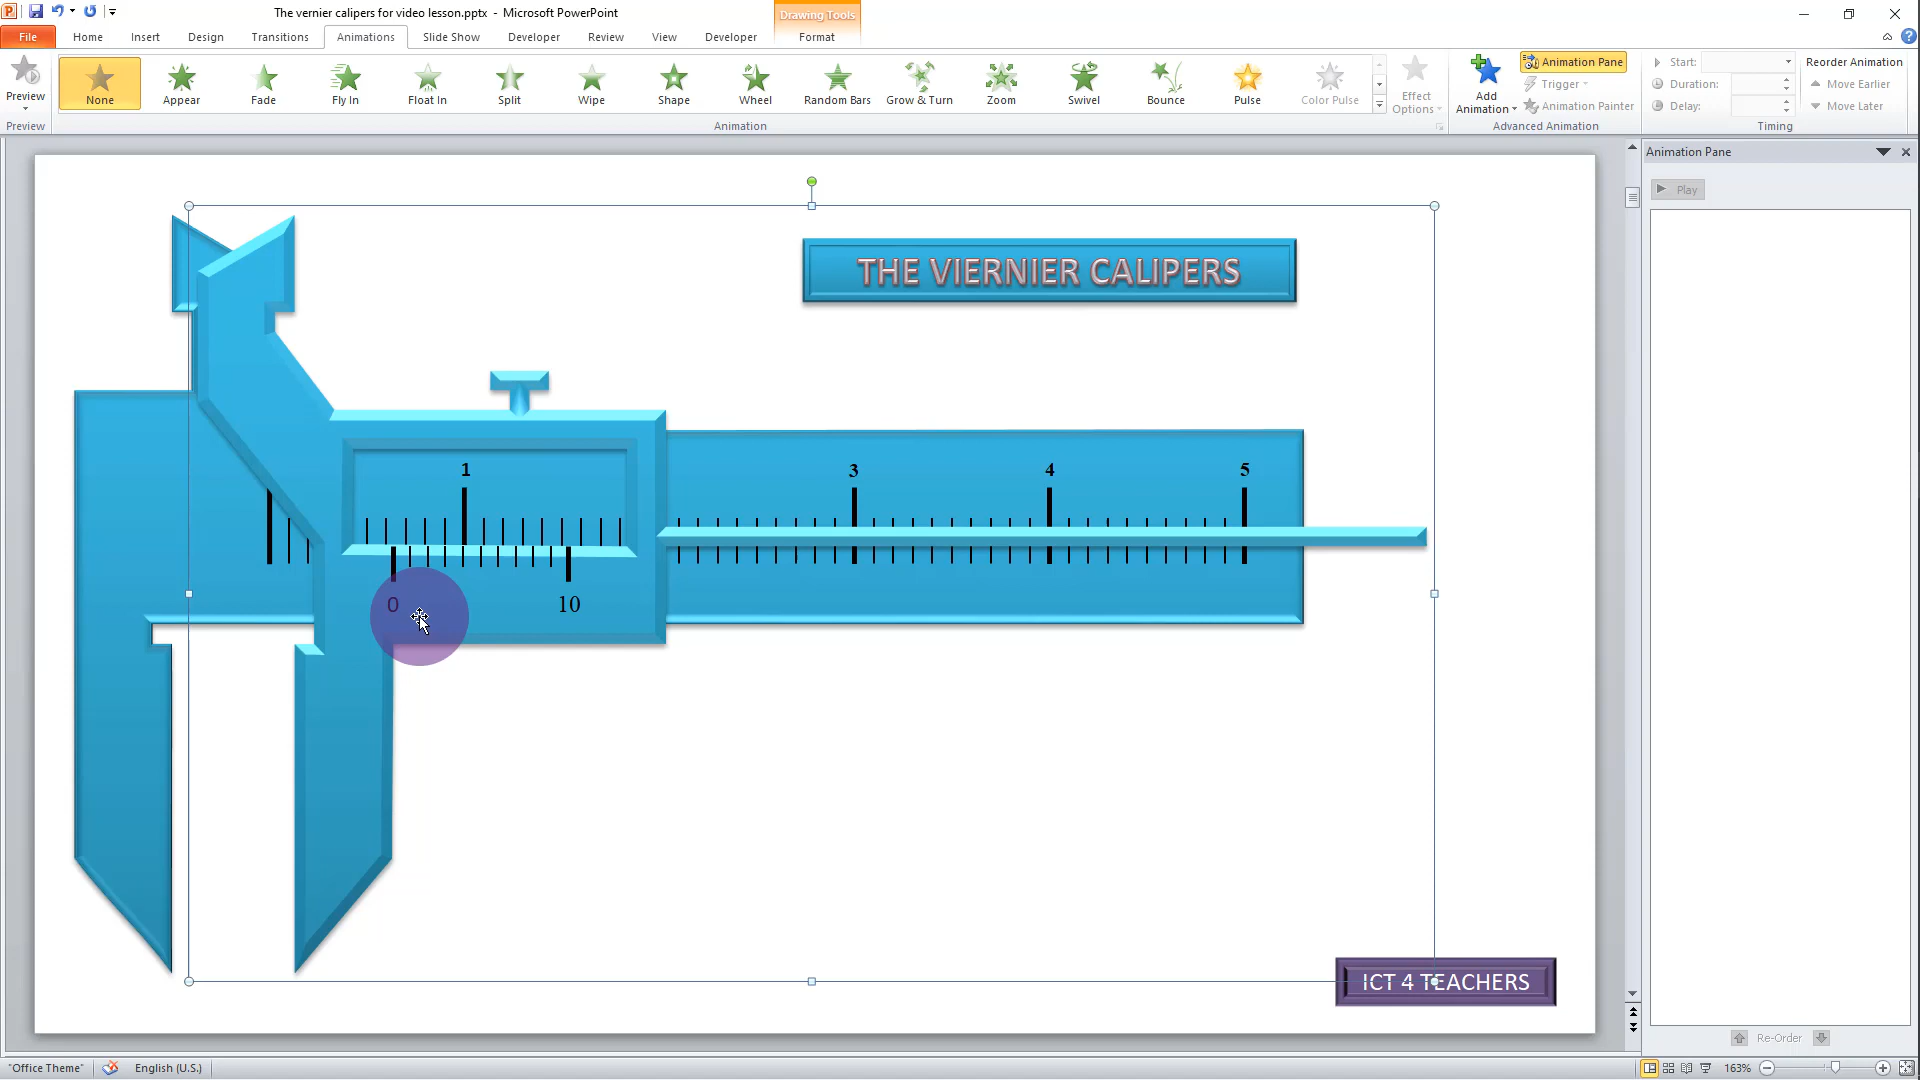 The vernier calipers for video lesson.pptx - Microsoft PowerPoint
Drawing Tools
File Home Insert Design Transitions Animations Slide Show Developer Review View Developer Format
Preview None Appear Fade Fly In Float In Split Wipe Shape Wheel Random Bars Grow & Turn Zoom Swivel Bounce Pulse Color Pulse Effect Options Add Animation
Animation Pane
Trigger
Animation Painter
Start:
Duration:
Delay:
Reorder Animation
Move Earlier
Move Later
Preview Animation Advanced Animation Timing
Animation Pane
Play
THE VIERNIER CALIPERS
1 3 4 5
0 10
ICT 4 TEACHERS
Re-Order
"Office Theme" English (U.S.) 163%